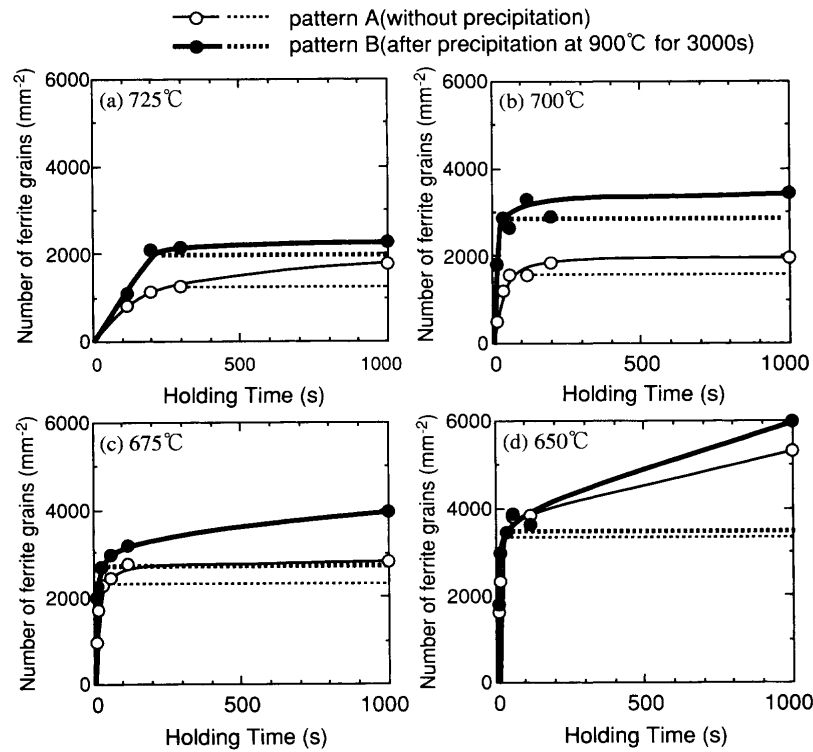 pattern A(without precipitation)
pattern B(after precipitation at 900℃ for 3000s)
Number of ferrite grains (mm-2)
6000
4000
2000
0
(a) 725℃
0
500
1000
Holding Time (s)
Number of ferrite grains (mm-2)
6000
4000
2000
0
(b) 700℃
0
500
1000
Holding Time (s)
Number of ferrite grains (mm-2)
6000
4000
2000
0
(c) 675℃
0
500
1000
Holding Time (s)
Number of ferrite grains (mm-2)
6000
4000
2000
0
(d) 650℃
0
500
1000
Holding Time (s)